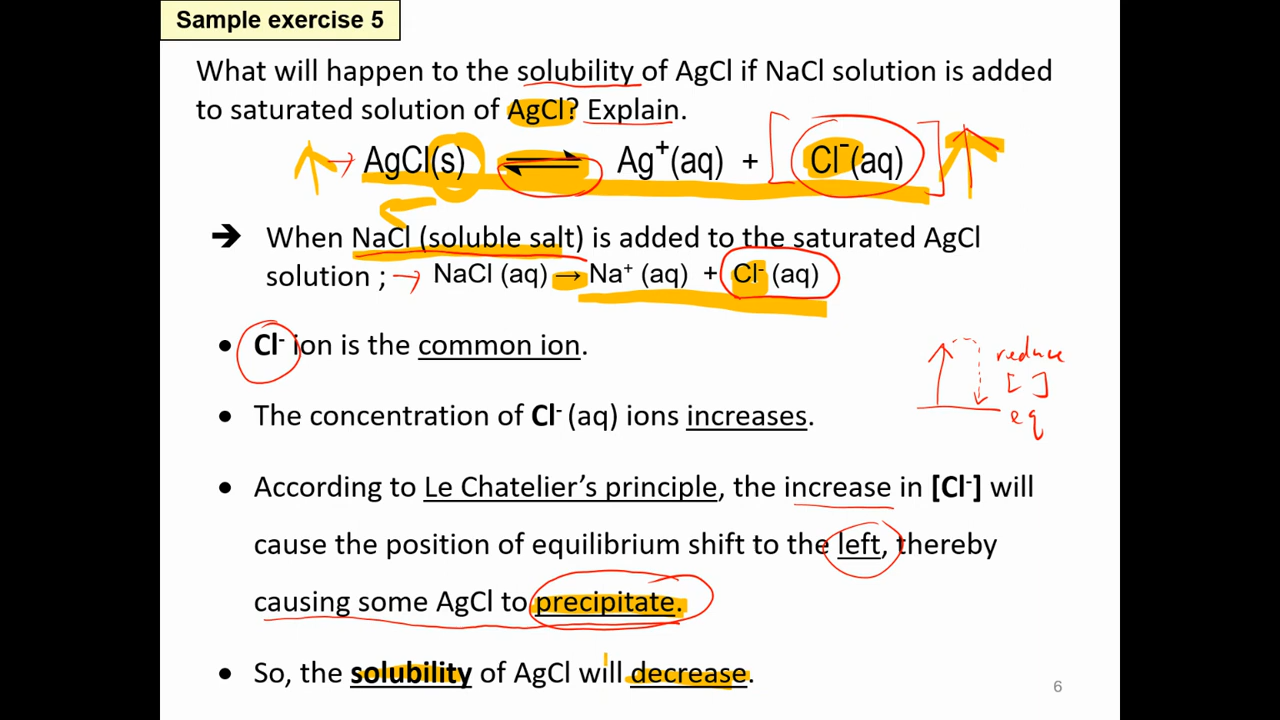 Sample exercise 5
What will happen to the solubility of AgCl if NaCl solution is added
to saturated solution of AgCl? Explain.
→ AgCl(s) ⇌ Ag⁺(aq) + [Cl⁻(aq)]
➔ When NaCl (soluble salt) is added to the saturated AgCl
solution ; → NaCl (aq) → Na⁺ (aq) + Cl⁻ (aq)
• Cl⁻ ion is the common ion.
reduce
[ ]
eq
• The concentration of Cl⁻ (aq) ions increases.
• According to Le Chatelier’s principle, the increase in [Cl⁻] will
cause the position of equilibrium shift to the left, thereby
causing some AgCl to precipitate.
• So, the solubility of AgCl will decrease.
6